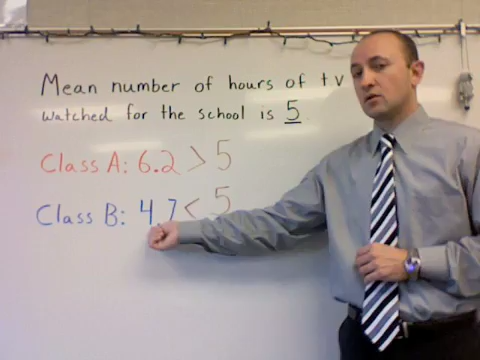 Mean number of hours of tv
watched for the school is 5
Class A: 6.2 > 5
Class B: 4.7 < 5